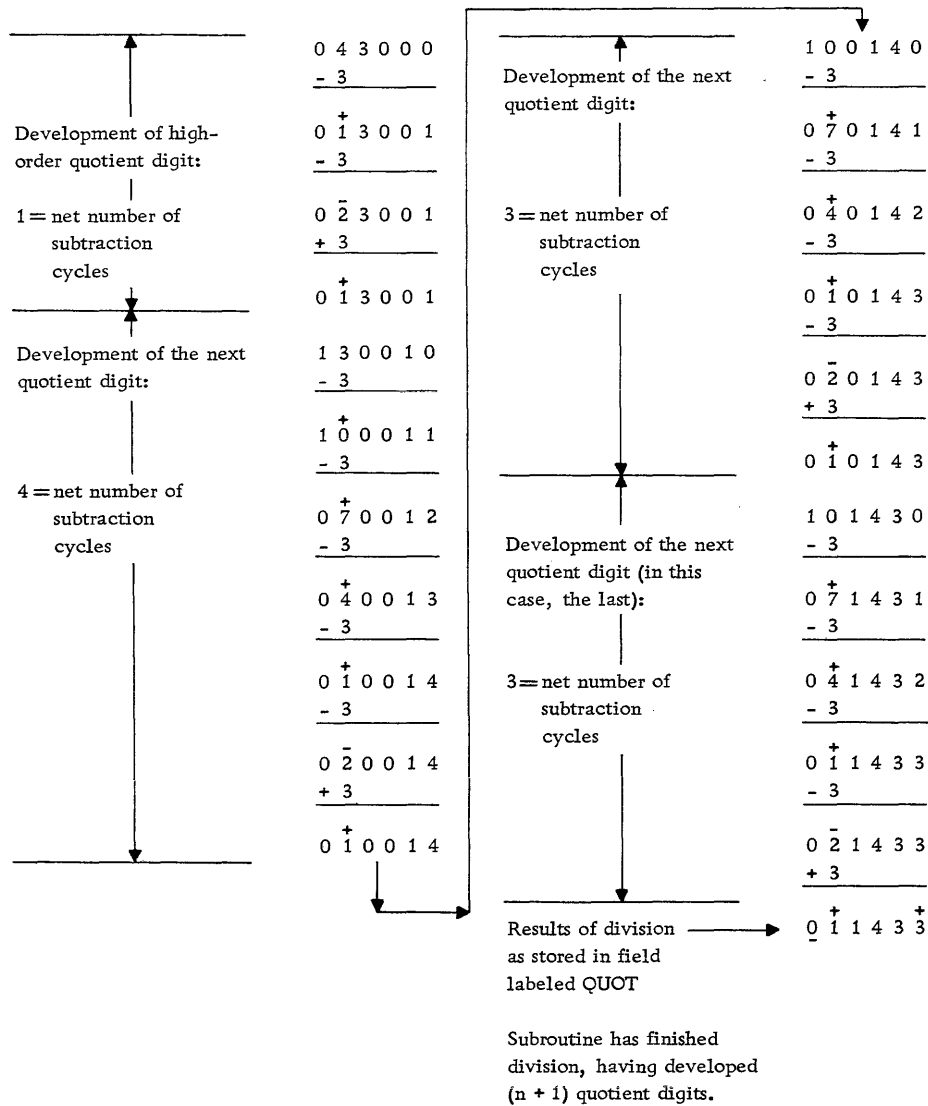 0 4 3 0 0 0
- 3
Development of high-
order quotient digit:
+
0 1 3 0 0 1
- 3
1 = net number of
subtraction
cycles
-
0 2 3 0 0 1
+ 3
+
0 1 3 0 0 1
Development of the next
quotient digit:
1 3 0 0 1 0
- 3
+
1 0 0 0 1 1
- 3
4 = net number of
subtraction
cycles
+
0 7 0 0 1 2
- 3
+
0 4 0 0 1 3
- 3
+
0 1 0 0 1 4
- 3
-
0 2 0 0 1 4
+ 3
+
0 1 0 0 1 4
Development of the next
quotient digit:
1 0 0 1 4 0
- 3
+
0 7 0 1 4 1
- 3
3 = net number of
subtraction
cycles
+
0 4 0 1 4 2
- 3
+
0 1 0 1 4 3
- 3
-
0 2 0 1 4 3
+ 3
+
0 1 0 1 4 3
Development of the next
quotient digit (in this
case, the last):
1 0 1 4 3 0
- 3
+
0 7 1 4 3 1
- 3
3 = net number of
subtraction
cycles
+
0 4 1 4 3 2
- 3
+
0 1 1 4 3 3
- 3
-
0 2 1 4 3 3
+ 3
Results of division
as stored in field
labeled QUOT
+ +
0 1 1 4 3 3
-
Subroutine has finished
division, having developed
(n + 1) quotient digits.